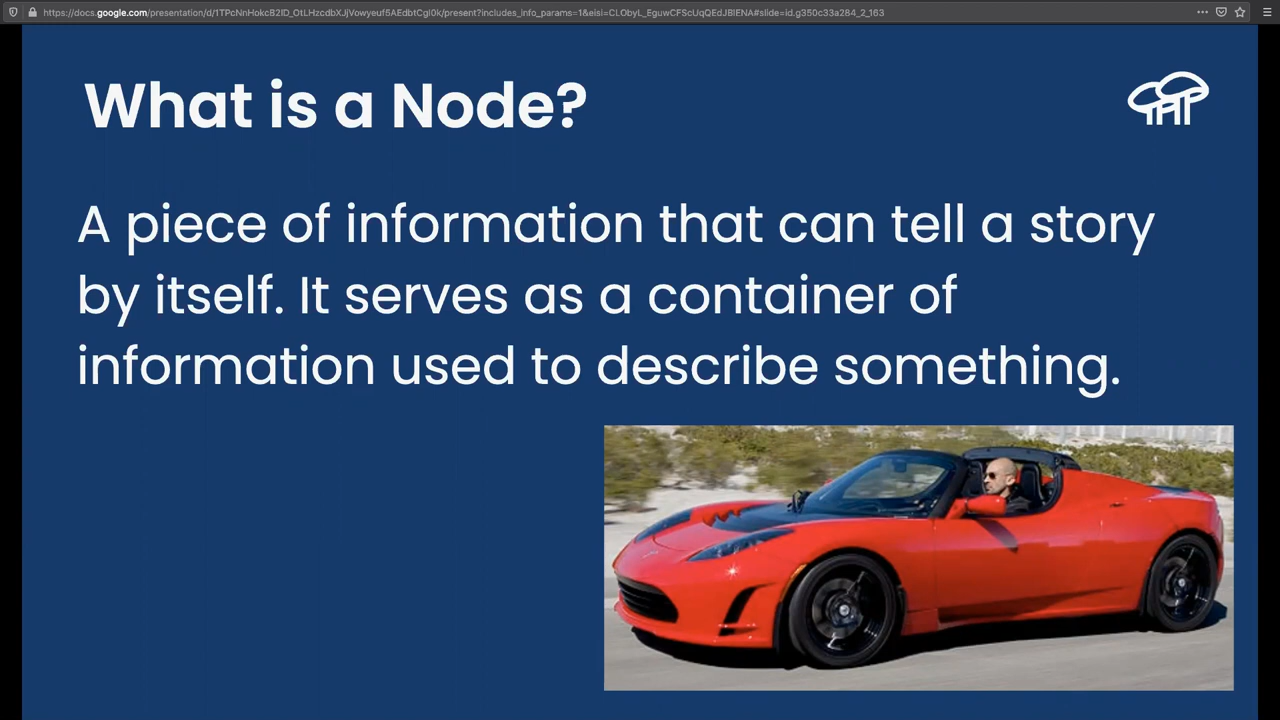 What is a Node?
A piece of information that can tell a story
by itself. It serves as a container of
information used to describe something.